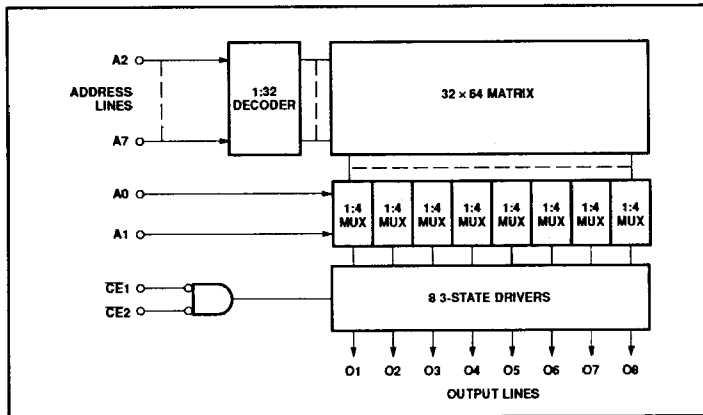 A2
ADDRESS
LINES
A7
1:32
DECODER
32 × 64 MATRIX
A0
A1
1:4
MUX
1:4
MUX
1:4
MUX
1:4
MUX
1:4
MUX
1:4
MUX
1:4
MUX
1:4
MUX
CE1
CE2
8 3-STATE DRIVERS
O1 O2 O3 O4 O5 O6 O7 O8
OUTPUT LINES